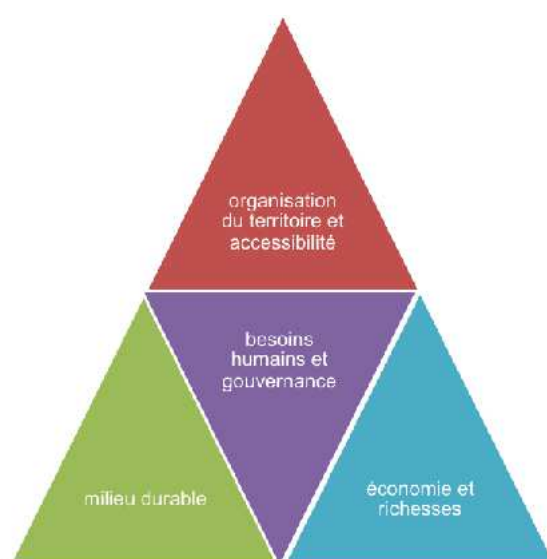 organisation
du territoire et
accessibilité
besoins
humains et
gouvernance
milieu durable
économie et
richesses